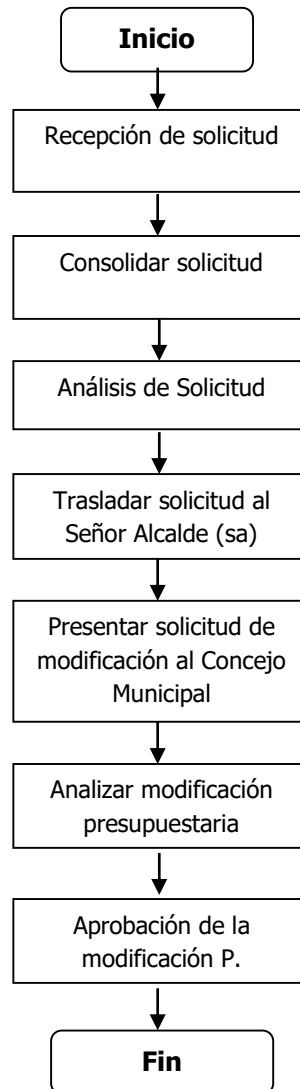 Inicio
Recepción de solicitud
Consolidar solicitud
Análisis de Solicitud
Trasladar solicitud al
Señor Alcalde (sa)
Presentar solicitud de
modificación al Concejo
Municipal
Analizar modificación
presupuestaria
Aprobación de la
modificación P.
Fin